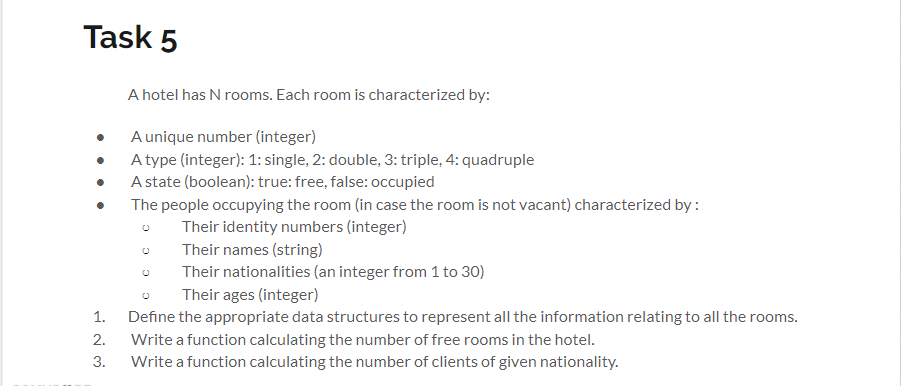 Task 5
A hotel has N rooms. Each room is characterized by:
● A unique number (integer)
● A type (integer): 1: single, 2: double, 3: triple, 4: quadruple
● A state (boolean): true: free, false: occupied
● The people occupying the room (in case the room is not vacant) characterized by :
○ Their identity numbers (integer)
○ Their names (string)
○ Their nationalities (an integer from 1 to 30)
○ Their ages (integer)
1. Define the appropriate data structures to represent all the information relating to all the rooms.
2. Write a function calculating the number of free rooms in the hotel.
3. Write a function calculating the number of clients of given nationality.